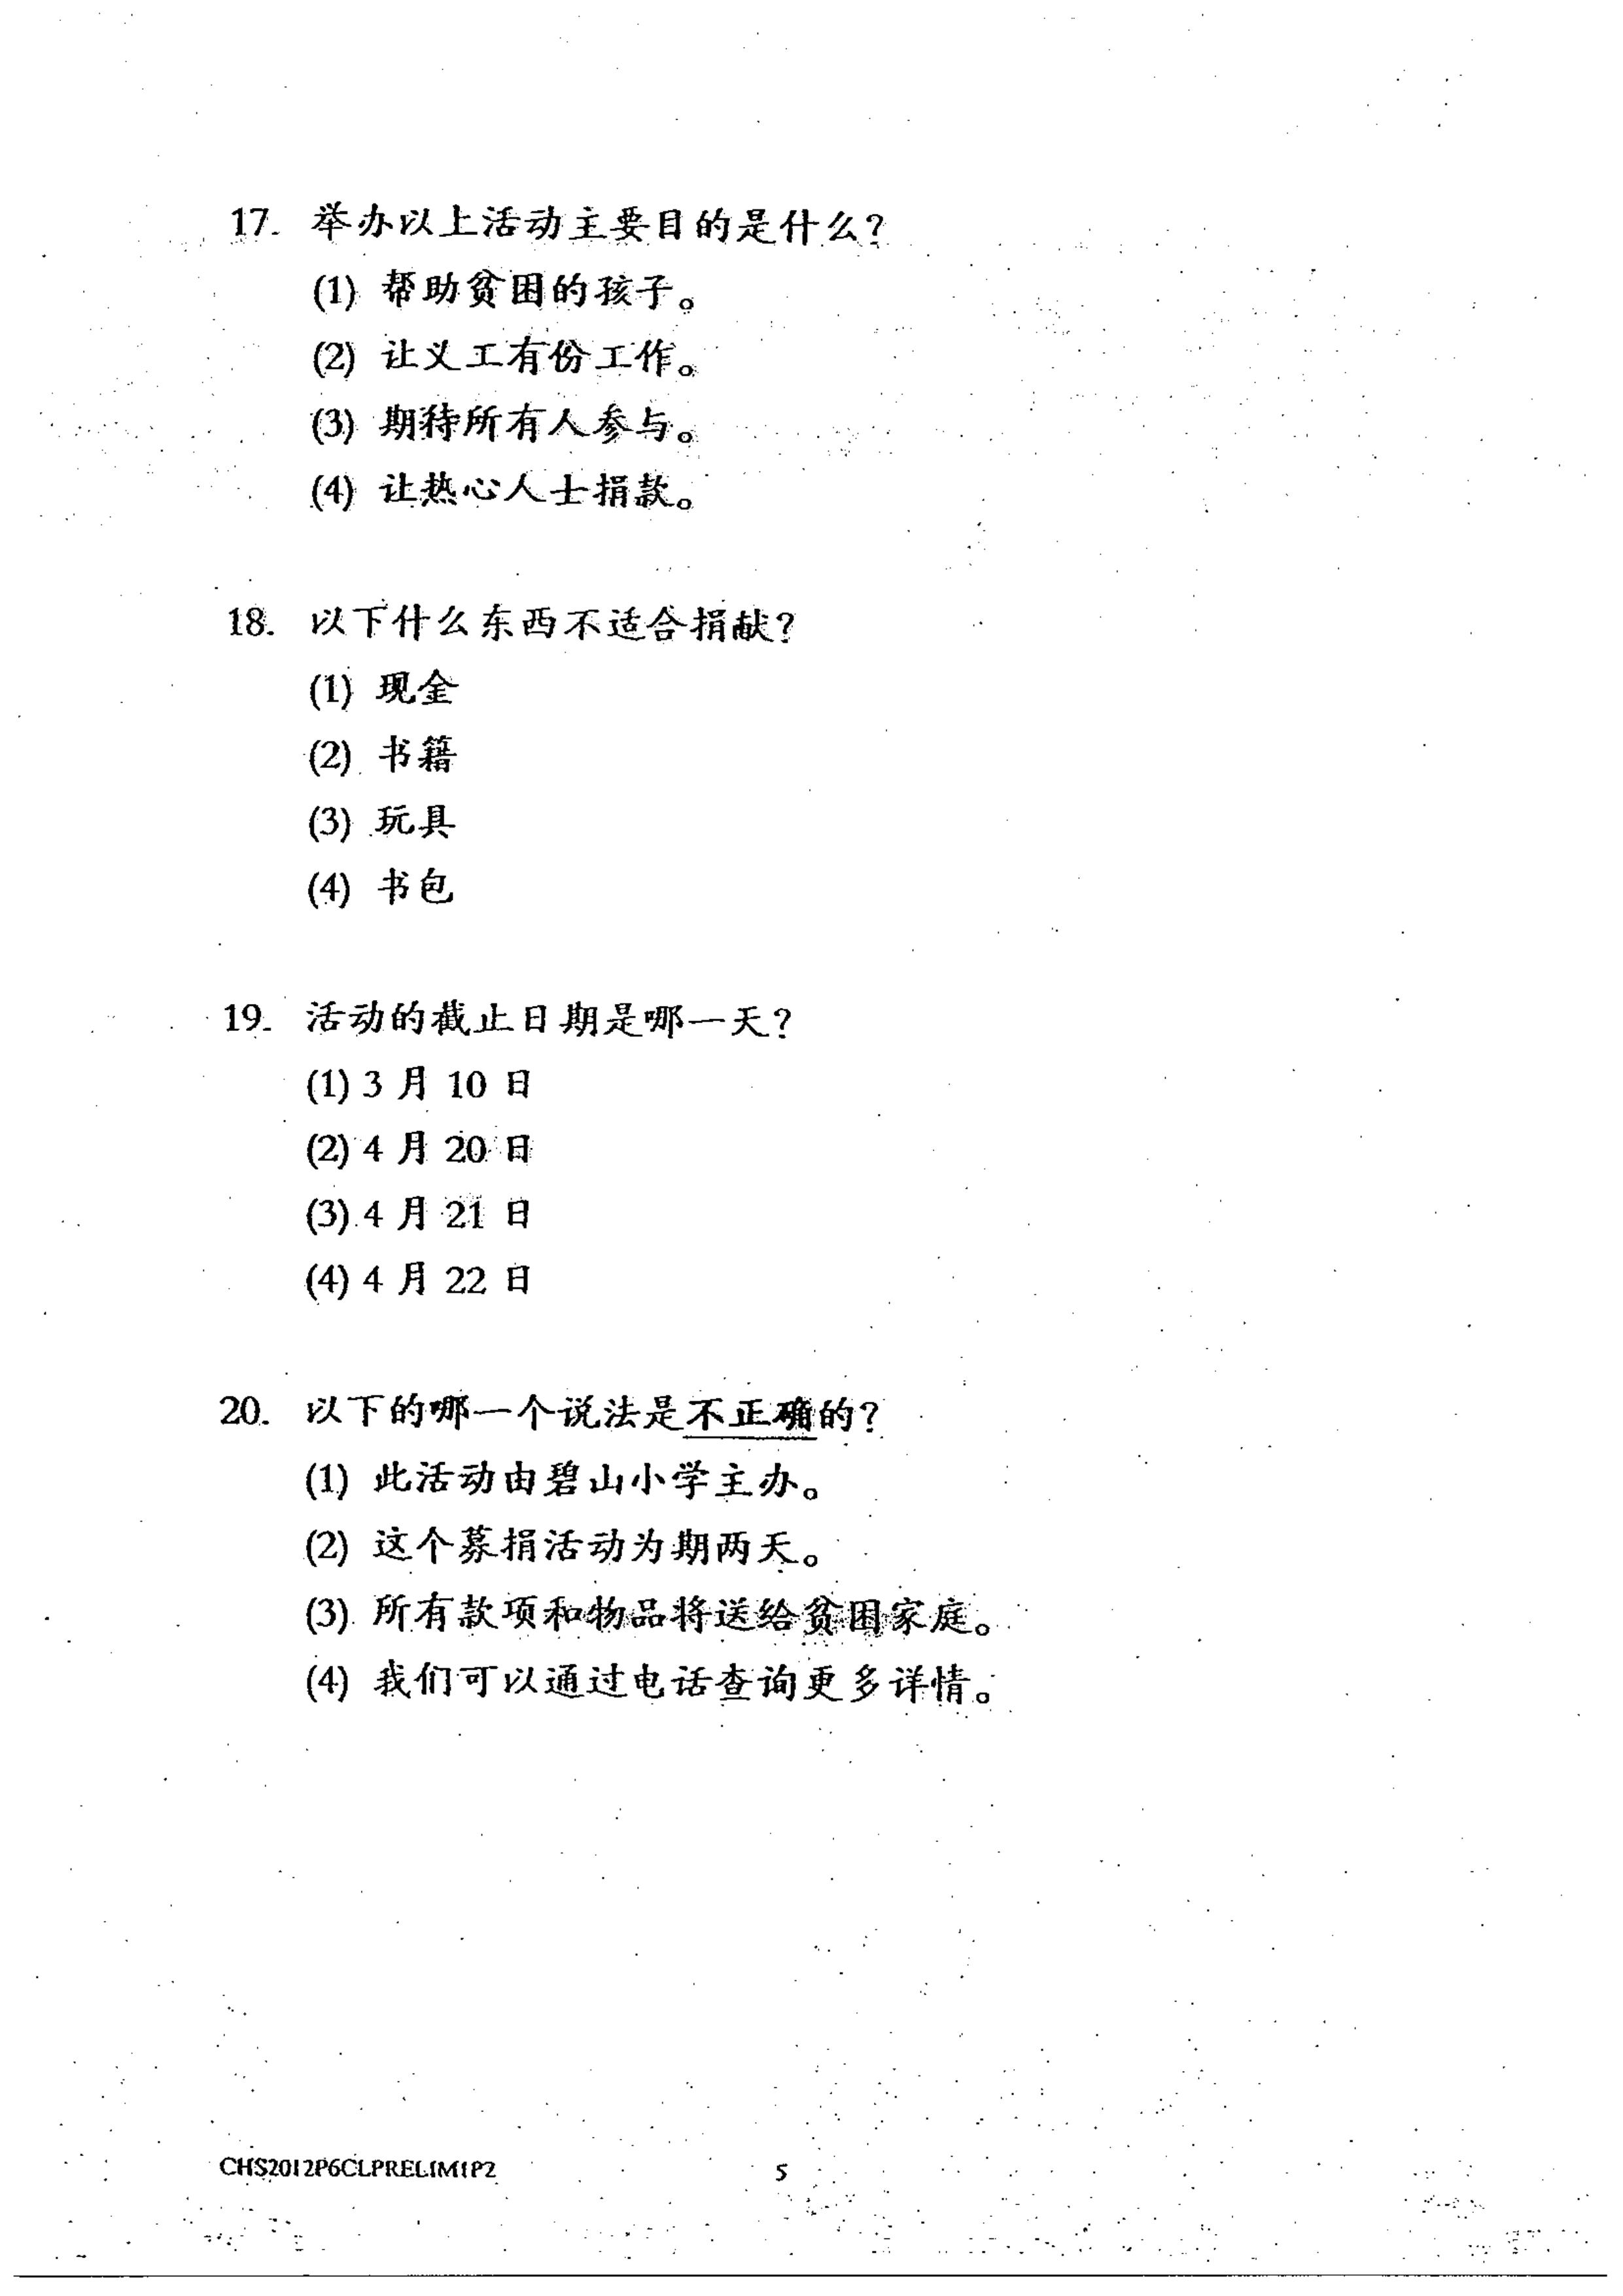 17. 举办以上活动主要目的是什么？
(1) 帮助贫困的孩子。
(2) 让义工有份工作。
(3) 期待所有人参与。
(4) 让热心人士捐款。
18. 以下什么东西不适合捐献？
(1) 现金
(2) 书籍
(3) 玩具
(4) 书包
19. 活动的截止日期是哪一天？
(1) 3 月 10 日
(2) 4 月 20 日
(3) 4 月 21 日
(4) 4 月 22 日
20. 以下的哪一个说法是不正确的？
(1) 此活动由碧山小学主办。
(2) 这个募捐活动为期两天。
(3) 所有款项和物品将送给贫困家庭。
(4) 我们可以通过电话查询更多详情。
CHS2012P6CLPRELIM1P2 5